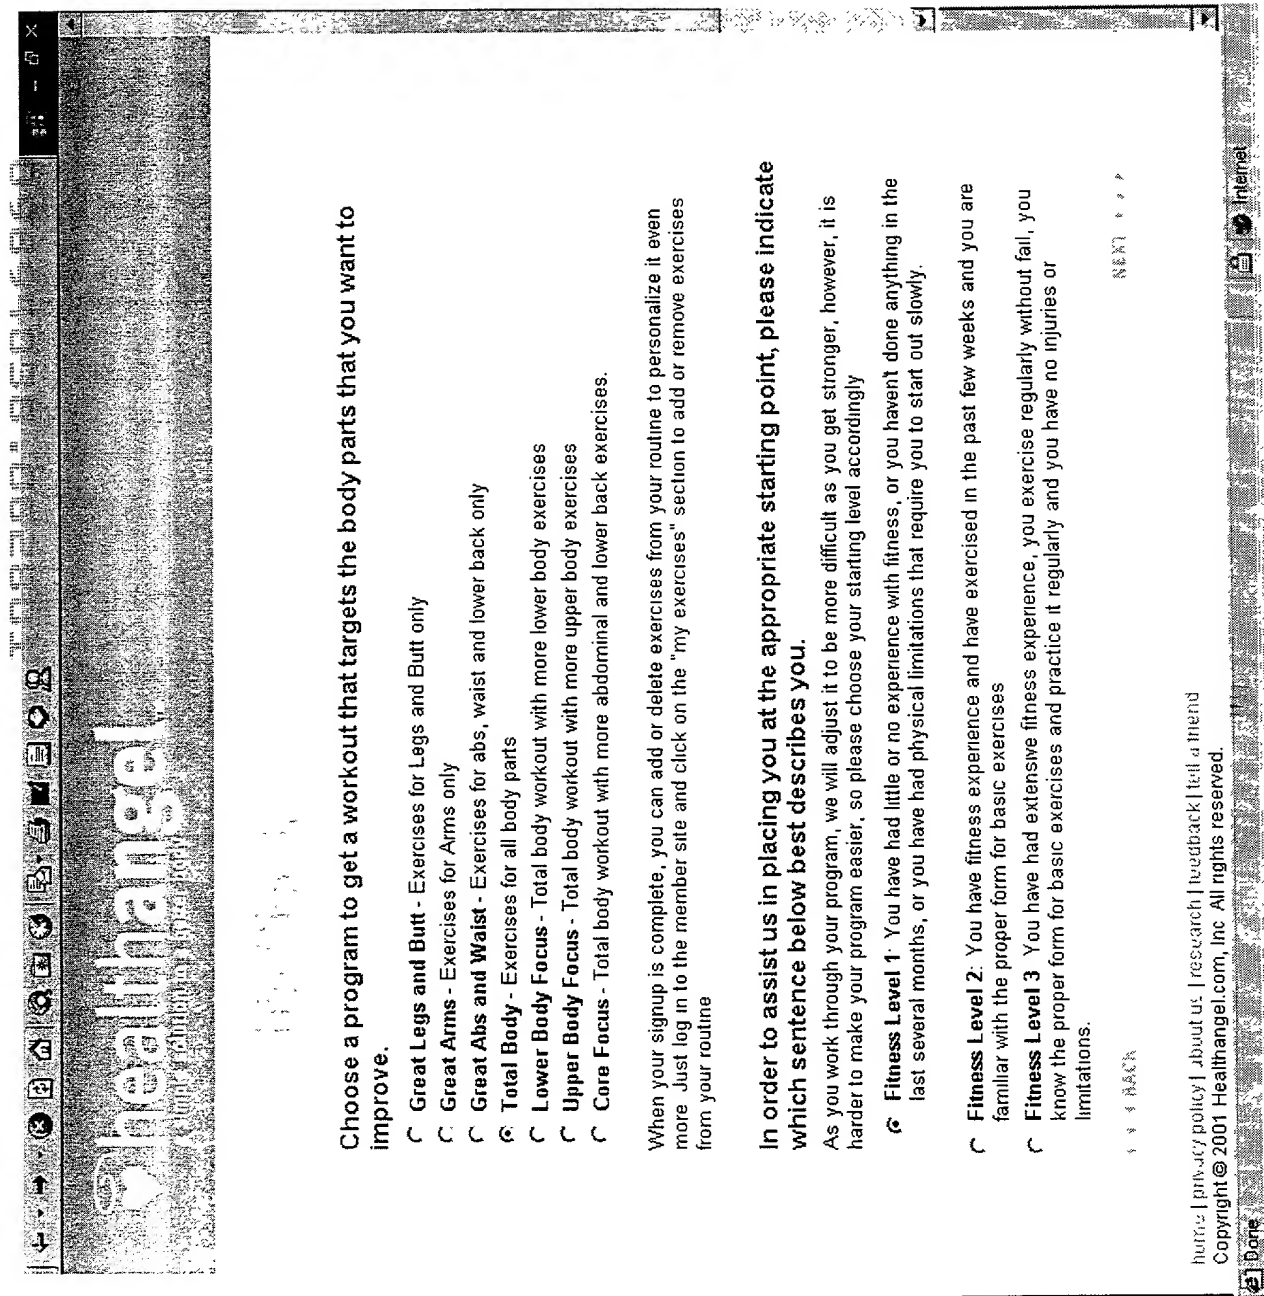 healthangel.
Choose a program to get a workout that targets the body parts that you want to
improve.
Great Legs and Butt - Exercises for Legs and Butt only
Great Arms - Exercises for Arms only
Great Abs and Waist - Exercises for abs, waist and lower back only
Total Body - Exercises for all body parts
Lower Body Focus - Total body workout with more lower body exercises
Upper Body Focus - Total body workout with more upper body exercises
Core Focus - Total body workout with more abdominal and lower back exercises.
When your signup is complete, you can add or delete exercises from your routine to personalize it even
more Just log in to the member site and click on the "my exercises" section to add or remove exercises
from your routine
In order to assist us in placing you at the appropriate starting point, please indicate
which sentence below best describes you.
As you work through your program, we will adjust it to be more difficult as you get stronger, however, it is
harder to make your program easier, so please choose your starting level accordingly
Fitness Level 1· You have had little or no experience with fitness, or you haven't done anything in the
last several months, or you have had physical limitations that require you to start out slowly.
Fitness Level 2. You have fitness experience and have exercised in the past few weeks and you are
familiar with the proper form for basic exercises
Fitness Level 3 You have had extensive fitness experience, you exercise regularly without fail, you
know the proper form for basic exercises and practice it regularly and you have no injuries or
limitations.
BACK
NEXT
home | privacy policy | about us | research | feedback | tell a friend
Copyright © 2001 Healthangel.com, Inc All rights reserved.
Done
Internet